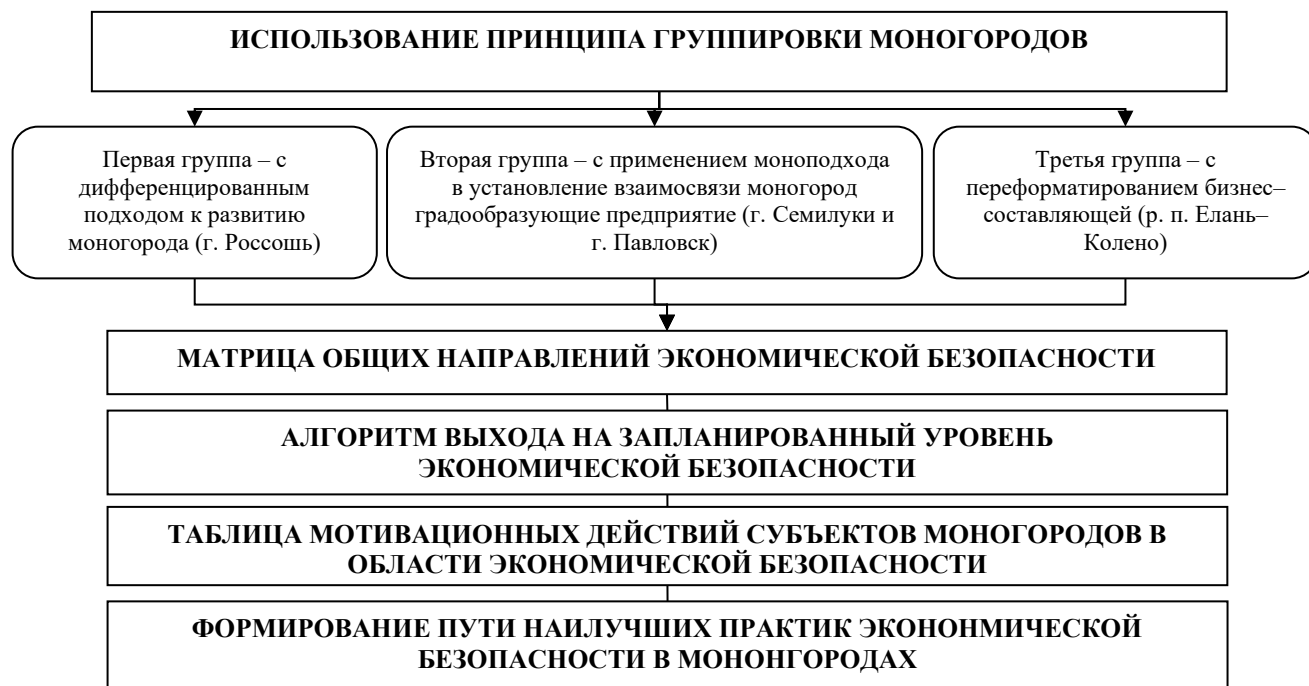 ИСПОЛЬЗОВАНИЕ ПРИНЦИПА ГРУППИРОВКИ МОНОГОРОДОВ
Первая группа – с
дифференцированным
подходом к развитию
моногорода (г. Россошь)
Вторая группа – с применением моноподхода
в установление взаимосвязи моногород
градообразующие предприятие (г. Семилуки и
г. Павловск)
Третья группа – с
переформатированием бизнес–
составляющей (р. п. Елань–
Колено)
МАТРИЦА ОБЩИХ НАПРАВЛЕНИЙ ЭКОНОМИЧЕСКОЙ БЕЗОПАСНОСТИ
АЛГОРИТМ ВЫХОДА НА ЗАПЛАНИРОВАННЫЙ УРОВЕНЬ
ЭКОНОМИЧЕСКОЙ БЕЗОПАСНОСТИ
ТАБЛИЦА МОТИВАЦИОННЫХ ДЕЙСТВИЙ СУБЪЕКТОВ МОНОГОРОДОВ В
ОБЛАСТИ ЭКОНОМИЧЕСКОЙ БЕЗОПАСНОСТИ
ФОРМИРОВАНИЕ ПУТИ НАИЛУЧШИХ ПРАКТИК ЭКОНОНМИЧЕСКОЙ
БЕЗОПАСНОСТИ В МОНОНГОРОДАХ